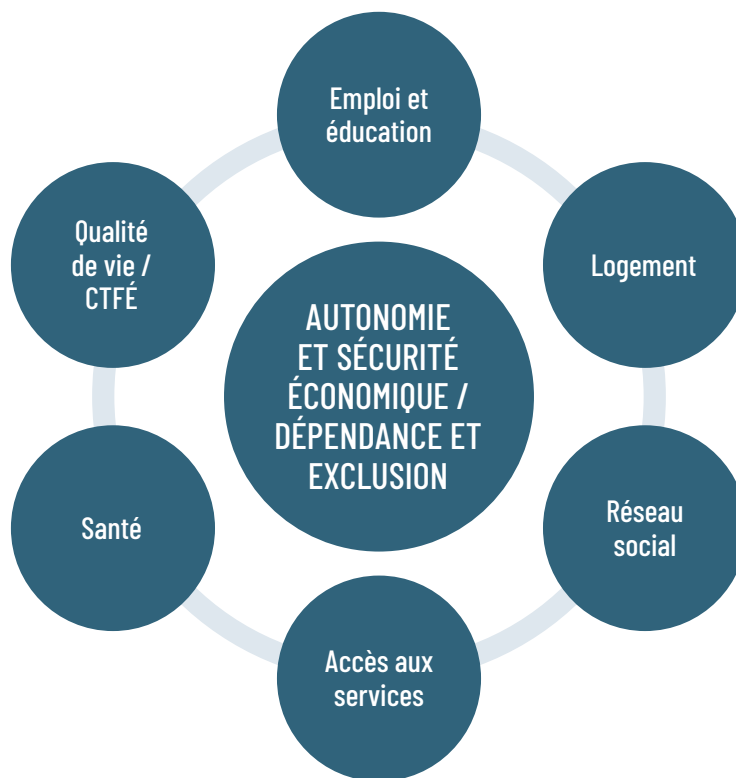 Emploi et
éducation
Logement
Réseau
social
Accès aux
services
Santé
Qualité
de vie /
CTFÉ
AUTONOMIE
ET SÉCURITÉ
ÉCONOMIQUE /
DÉPENDANCE ET
EXCLUSION